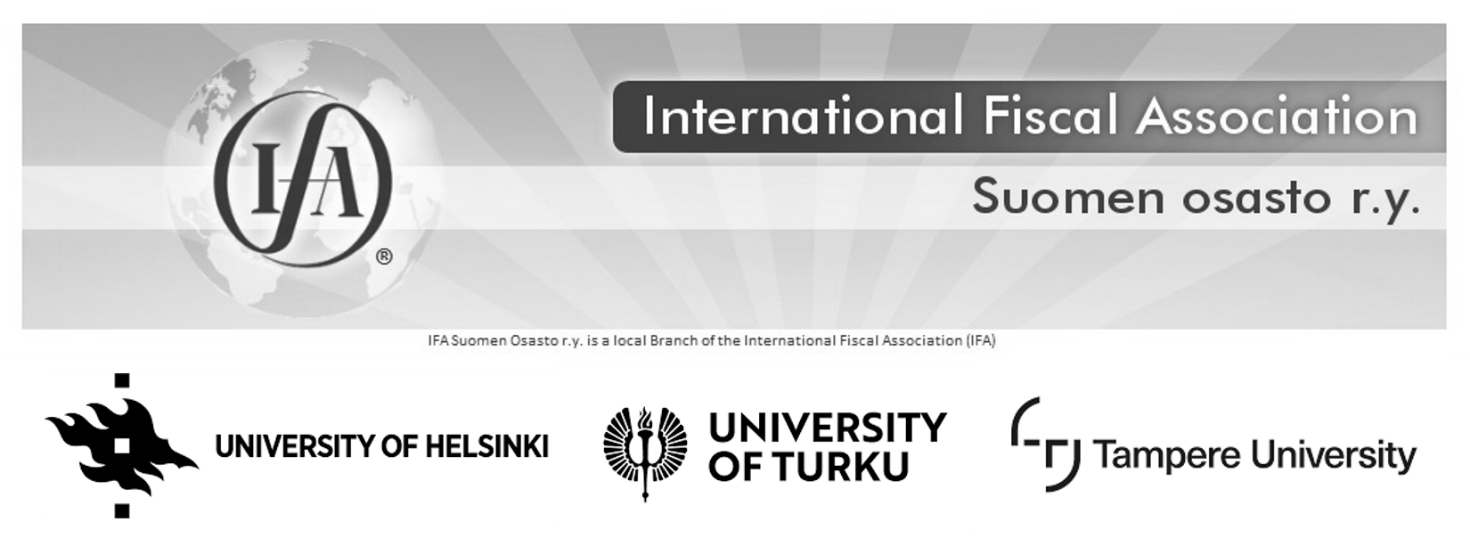 IFA
®
International Fiscal Association
Suomen osasto r.y.
IFA Suomen Osasto r.y. is a local Branch of the International Fiscal Association (IFA)
UNIVERSITY OF HELSINKI
UNIVERSITY
OF TURKU
Tampere University